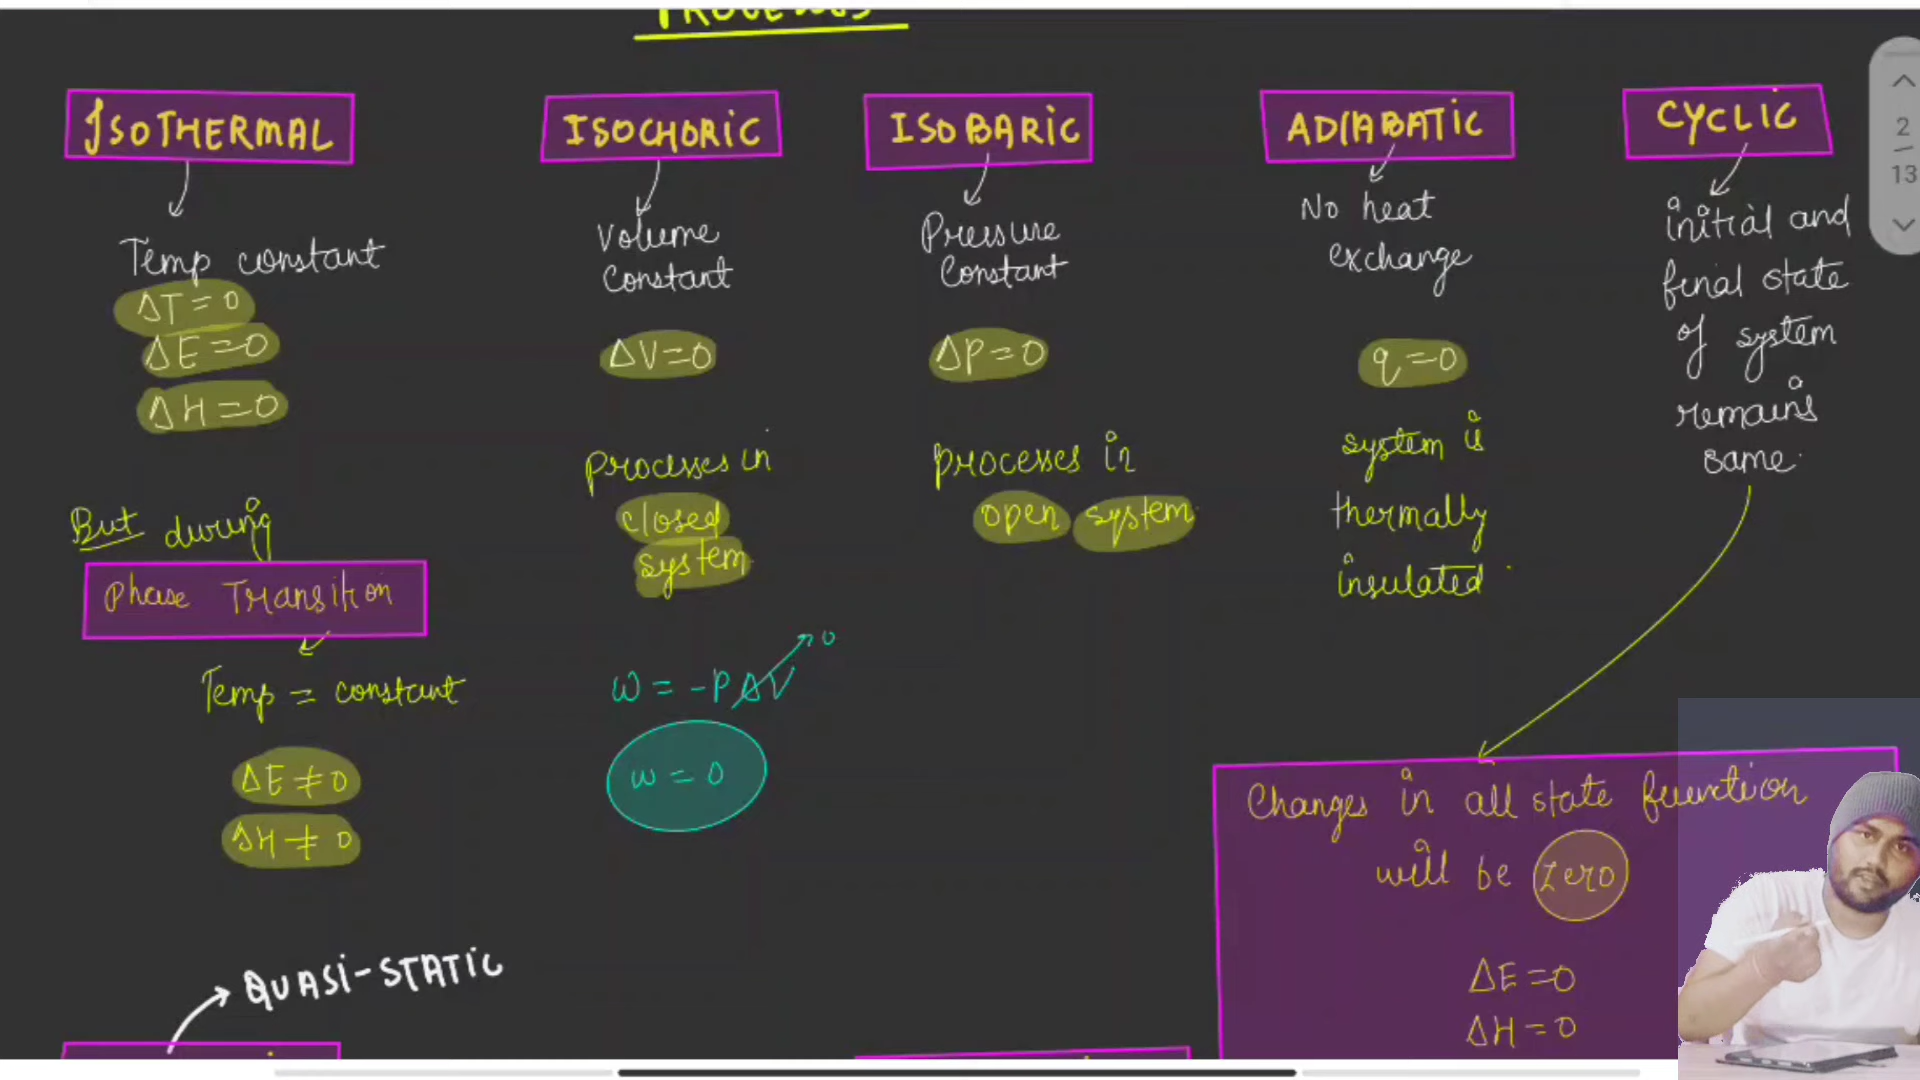 ISOTHERMAL
Temp constant
ΔT = 0
ΔE = 0
ΔH = 0
But during
Phase Transition
Temp = constant
ΔE ≠ 0
ΔH ≠ 0
QUASI-STATIC
ISOCHORIC
Volume
Constant
ΔV = 0
processes in
closed
system
w = -PΔV 0
w = 0
ISOBARIC
Pressure
Constant
ΔP = 0
processes in
open system
ADIABATIC
No heat
exchange
q = 0
system is
thermally
insulated
CYCLIC
initial and
final state
of system
remains
same.
Changes in all state function
will be zero
ΔE = 0
ΔH = 0
2
13